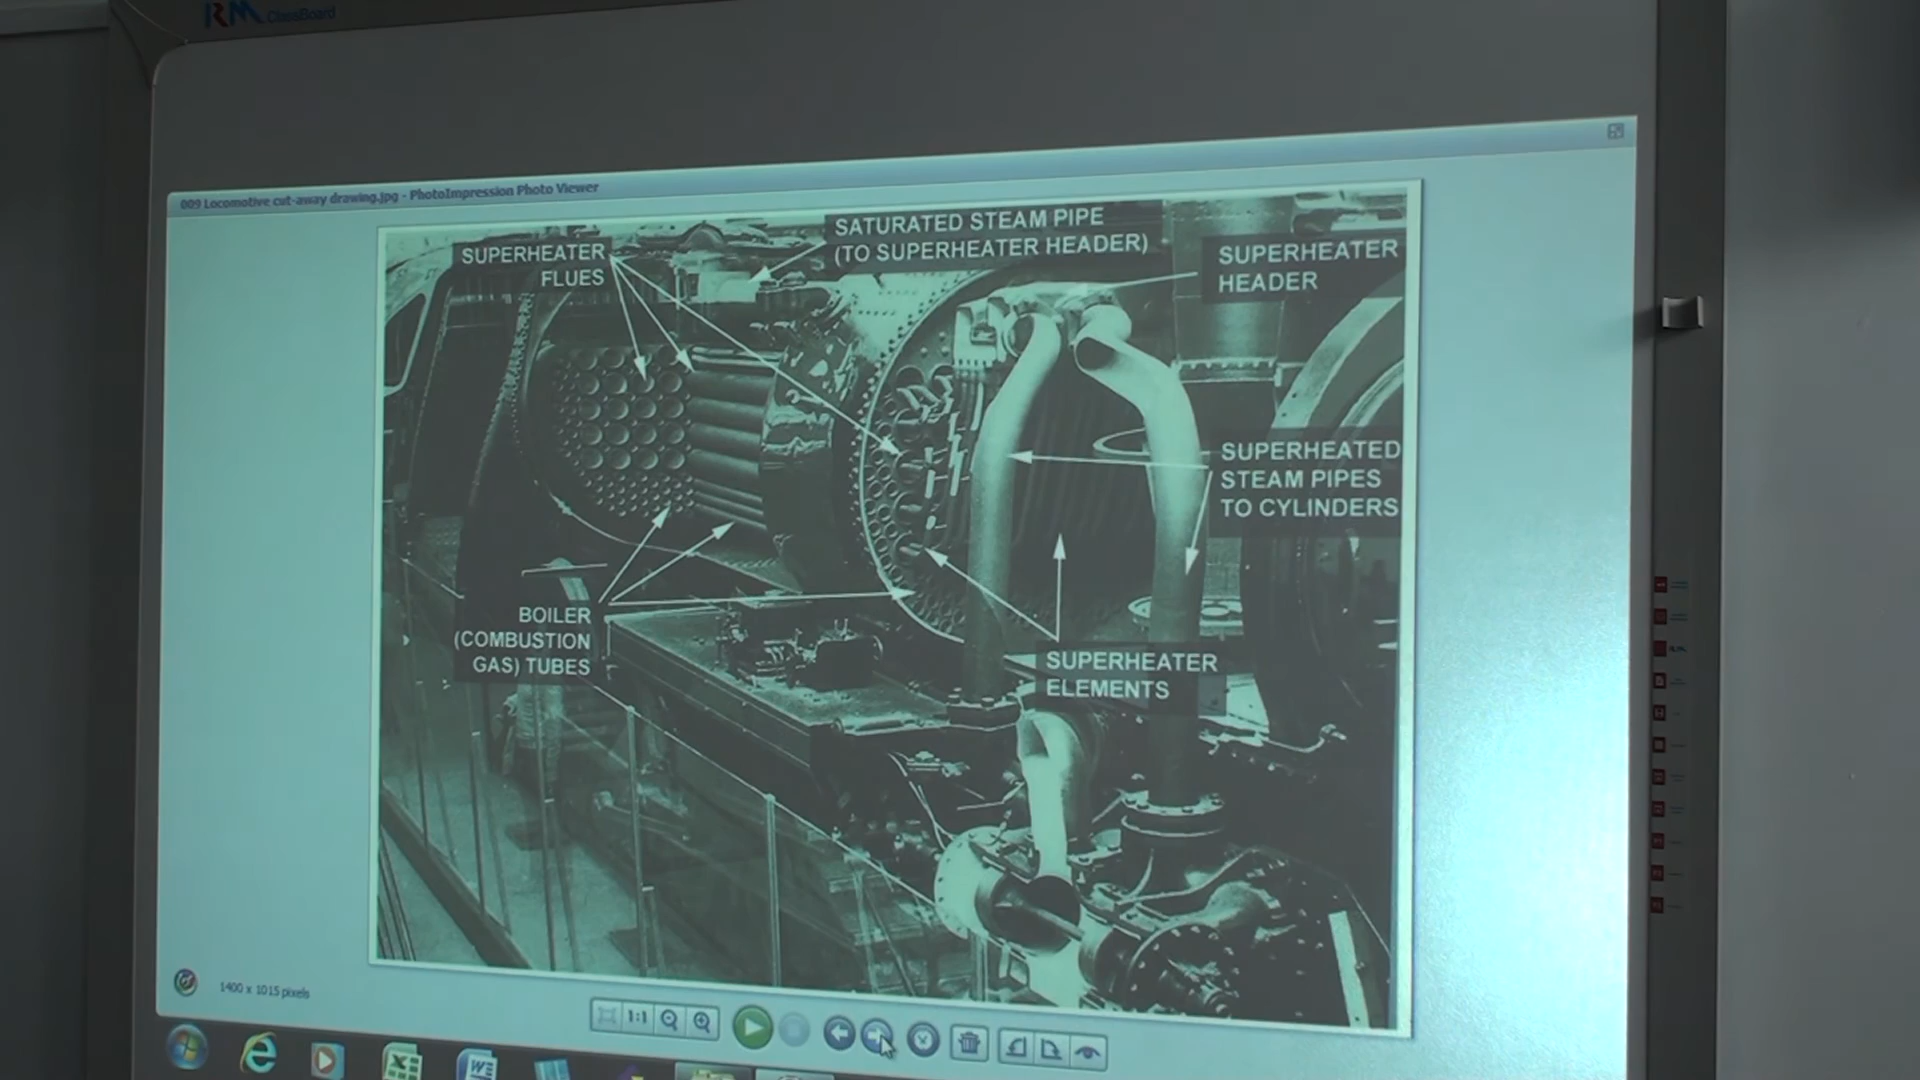 RM ClassBoard
009 Locomotive cut-away drawing.jpg - PhotoImpression Photo Viewer
SUPERHEATER
FLUES
SATURATED STEAM PIPE
(TO SUPERHEATER HEADER)
SUPERHEATER
HEADER
SUPERHEATED
STEAM PIPES
TO CYLINDERS
BOILER
(COMBUSTION
GAS) TUBES
SUPERHEATER
ELEMENTS
1400 x 1015 pixels
1:1